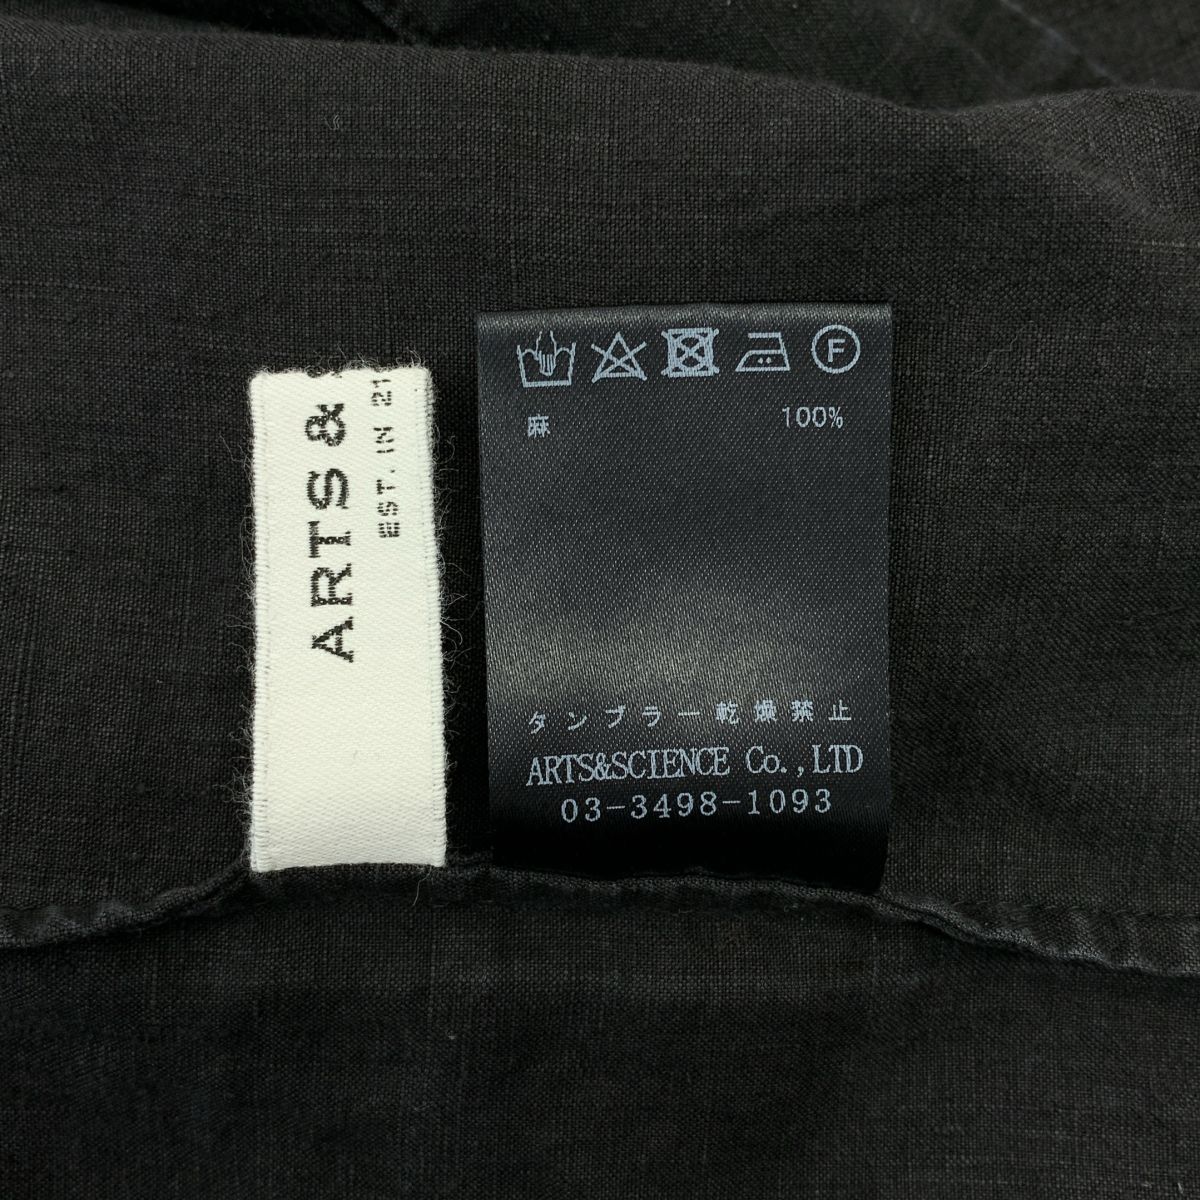 ARTS &
EST. IN 21
F
麻 100%
タンブラー乾燥禁止
ARTS&SCIENCE Co.,LTD
03-3498-1093